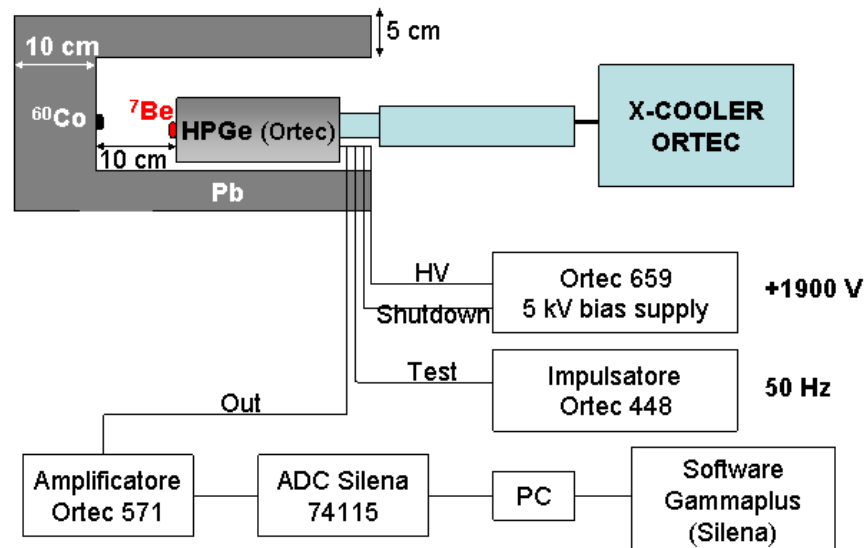 5 cm
10 cm
⁶⁰Co
⁷Be
HPGe (Ortec)
X-COOLER
ORTEC
10 cm
Pb
HV
Ortec 659
5 kV bias supply
+1900 V
Shutdown
Test
Impulsatore
Ortec 448
50 Hz
Out
Amplificatore
Ortec 571
ADC Silena
74115
PC
Software
Gammaplus
(Silena)